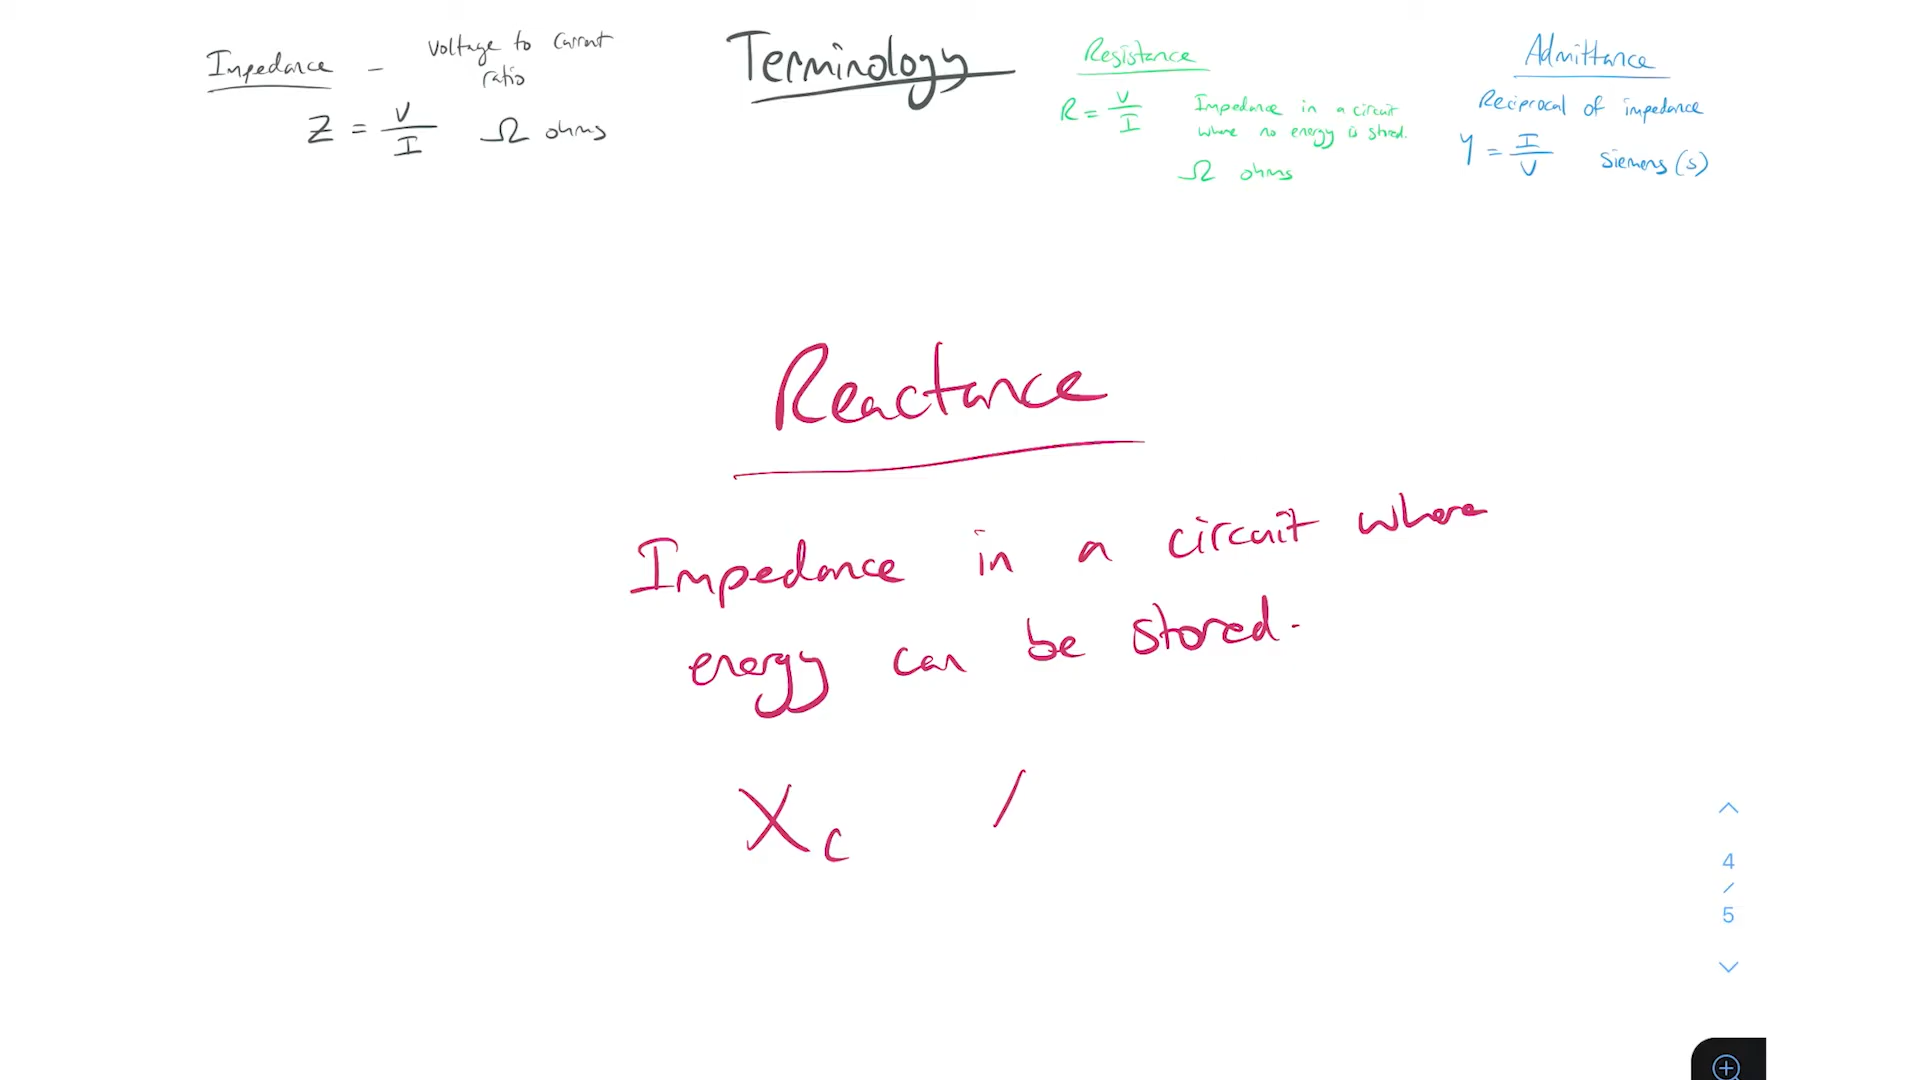 Impedance - Voltage to current
ratio
Z = V/I Ω ohms
Terminology
Resistance
R = V/I Impedance in a circuit
where no energy is stored.
Ω ohms
Admittance
Reciprocal of impedance
Y = I/V Siemens (s)
Reactance
Impedance in a circuit where
energy can be stored.
Xc /
4
/
5